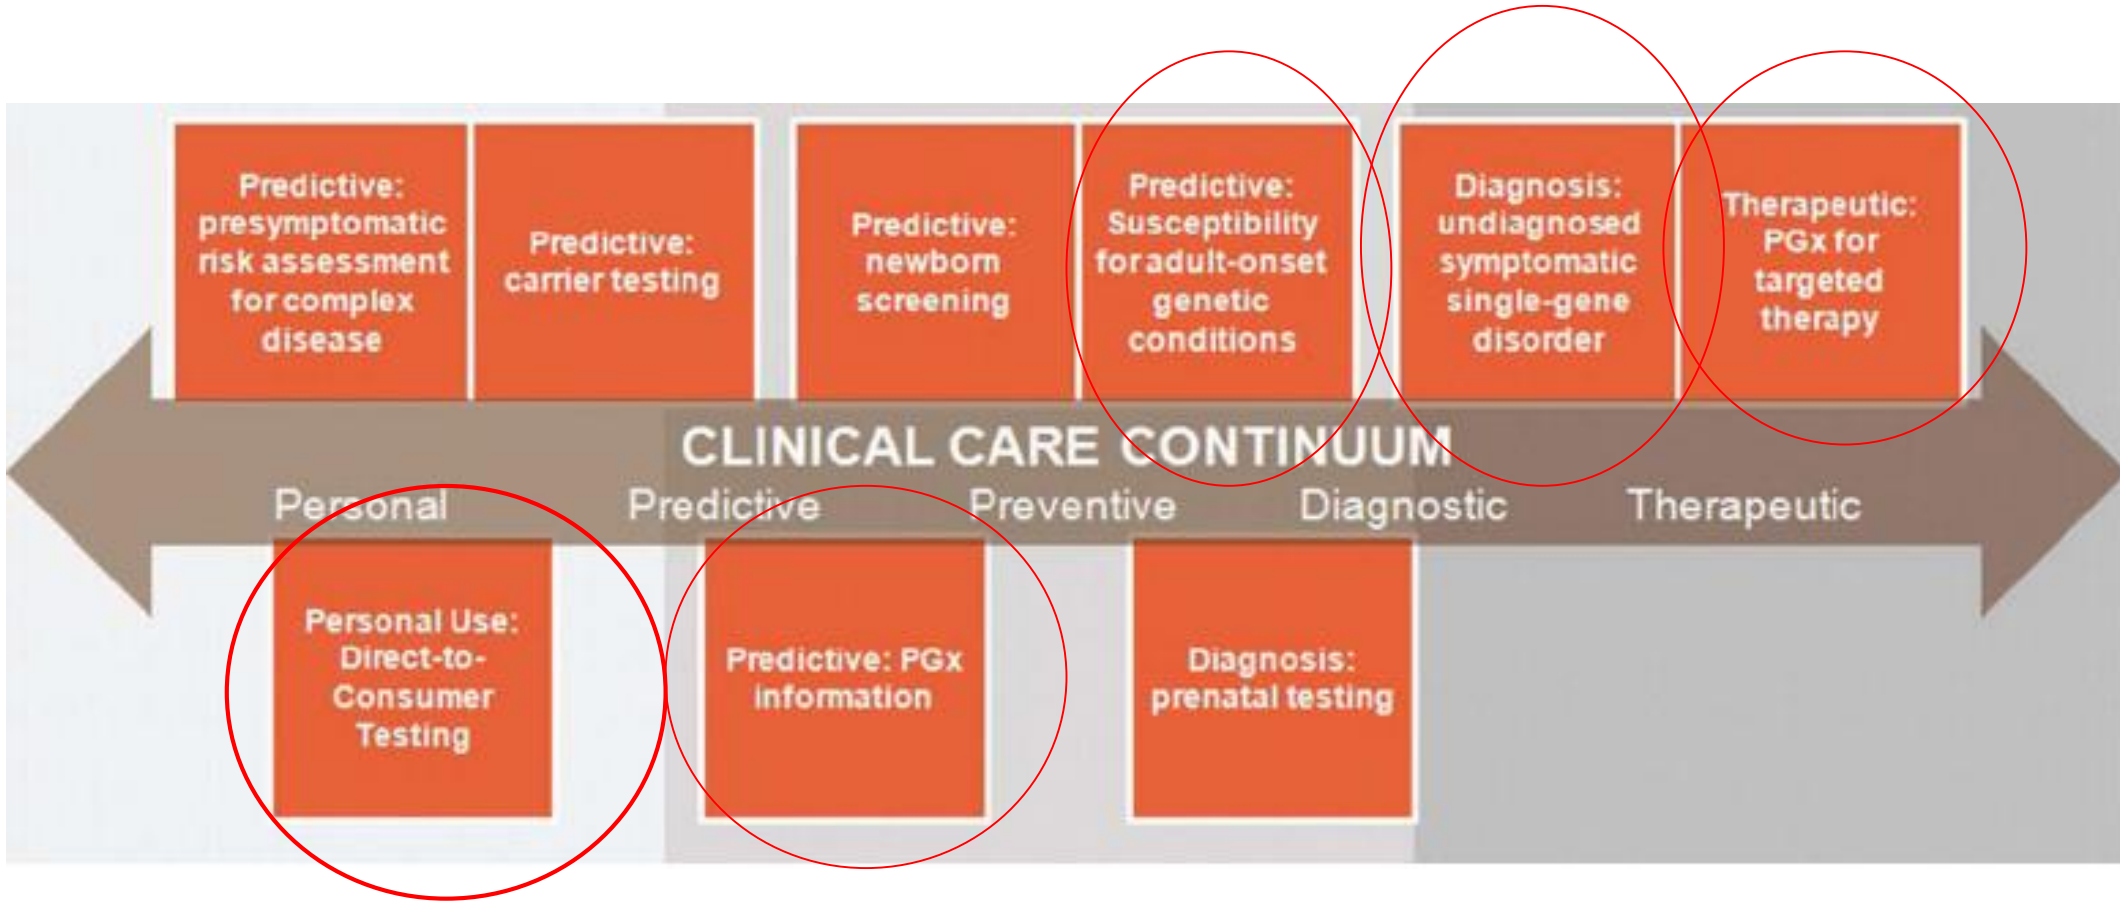 Predictive:
presymptomatic
risk assessment
for complex
disease
Predictive:
carrier testing
Predictive:
newborn
screening
Predictive:
Susceptibility
for adult-onset
genetic
conditions
Diagnosis:
undiagnosed
symptomatic
single-gene
disorder
Therapeutic:
PGx for
targeted
therapy
CLINICAL CARE CONTINUUM
Personal Predictive Preventive Diagnostic Therapeutic
Personal Use:
Direct-to-
Consumer
Testing
Predictive: PGx
information
Diagnosis:
prenatal testing